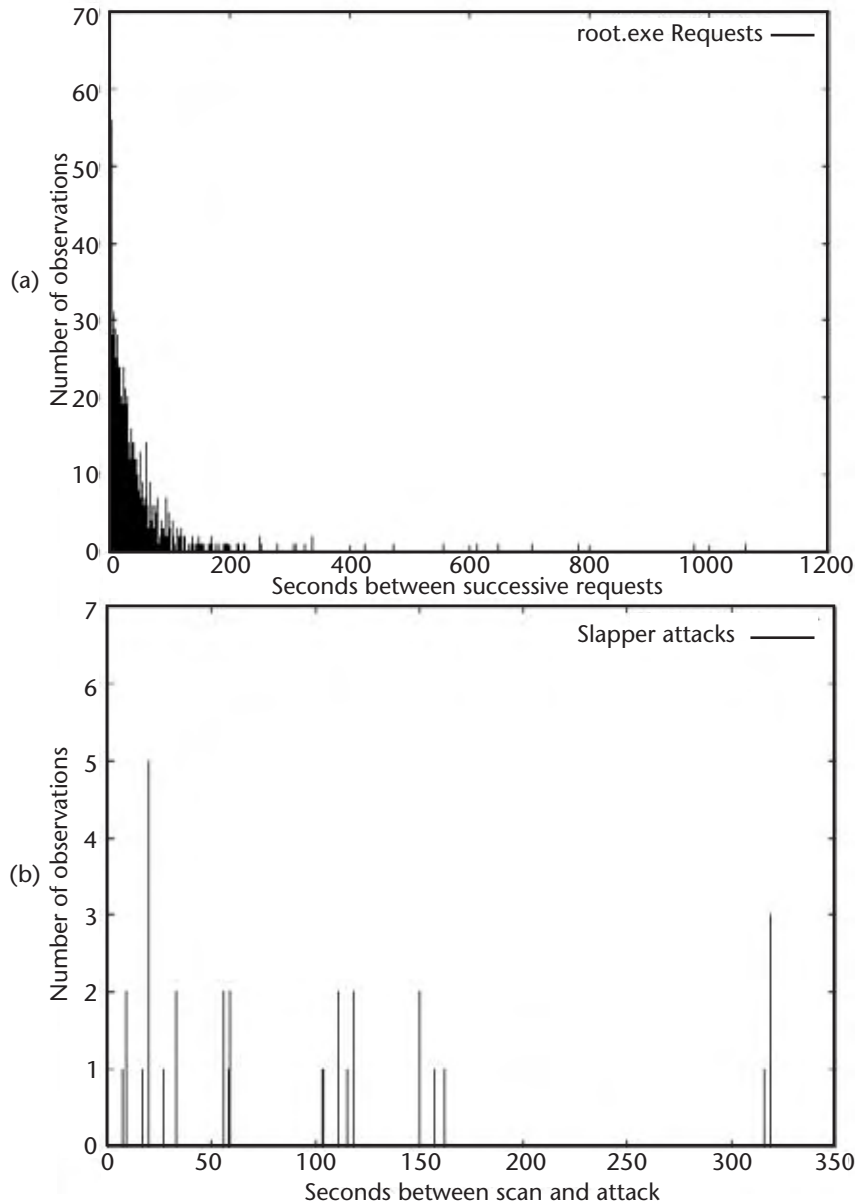 70
root.exe Requests
60
50
40
30
20
10
0
Number of observations
(a)
0 200 400 600 800 1000 1200
Seconds between successive requests
7
Slapper attacks
6
5
4
3
2
1
0
Number of observations
(b)
0 50 100 150 200 250 300 350
Seconds between scan and attack